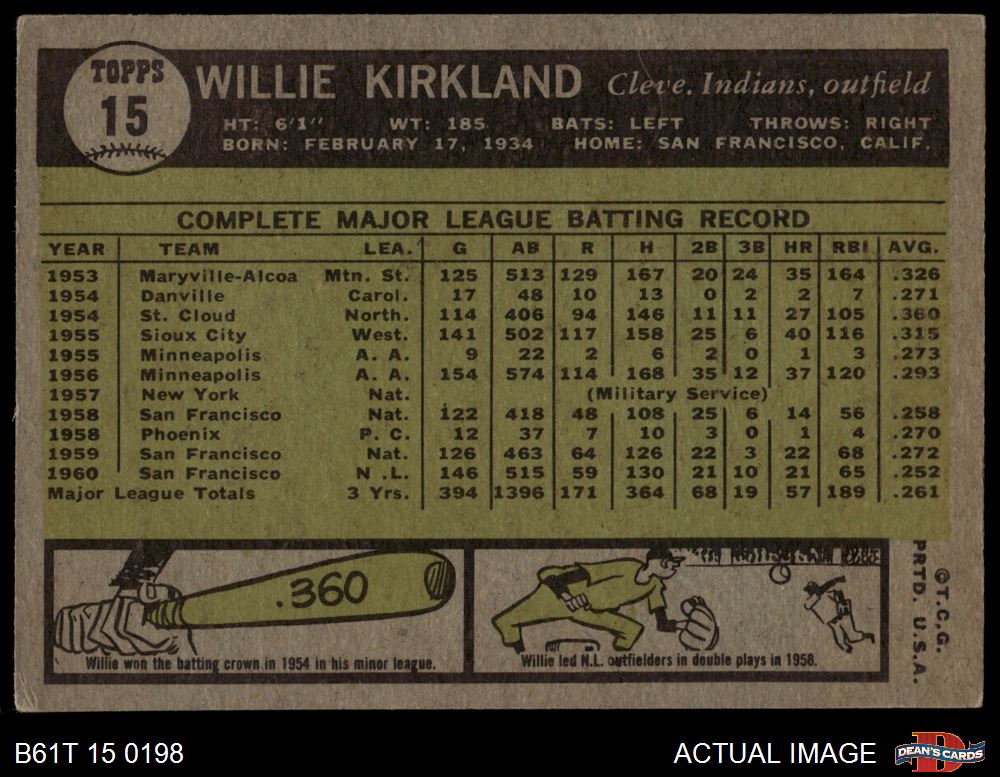 TOPPS
15
WILLIE KIRKLAND Cleve. Indians, outfield
HT: 6'1" WT: 185 BATS: LEFT THROWS: RIGHT
BORN: FEBRUARY 17, 1934 HOME: SAN FRANCISCO, CALIF.
COMPLETE MAJOR LEAGUE BATTING RECORD
YEAR TEAM LEA. G AB R H 2B 3B HR RBI AVG.
1953 Maryville-Alcoa Mtn. St. 125 513 129 167 20 24 35 164 .326
1954 Danville Carol. 17 48 10 13 0 2 2 7 .271
1954 St. Cloud North. 114 406 94 146 11 11 27 105 .360
1955 Sioux City West. 141 502 117 158 25 6 40 116 .315
1955 Minneapolis A. A. 9 22 2 6 2 0 1 3 .273
1956 Minneapolis A. A. 154 574 114 168 35 12 37 120 .293
1957 New York Nat. (Military Service)
1958 San Francisco Nat. 122 418 48 108 25 6 14 56 .258
1958 Phoenix P. C. 12 37 7 10 3 0 1 4 .270
1959 San Francisco Nat. 126 463 64 126 22 3 22 68 .272
1960 San Francisco N .L. 146 515 59 130 21 10 21 65 .252
Major League Totals 3 Yrs. 394 1396 171 364 68 19 57 189 .261
.360
Willie won the batting crown in 1954 in his minor league.
Willie led N.L. outfielders in double plays in 1958.
©T.C.G.
PRTD. U.S.A.
B61T 15 0198
ACTUAL IMAGE
D
DEAN'S CARDS